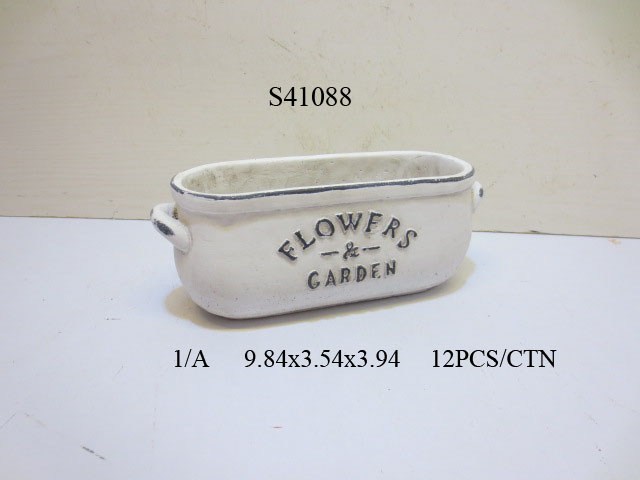 S41088
FLOWERS
-&-
GARDEN
1/A 9.84x3.54x3.94 12PCS/CTN